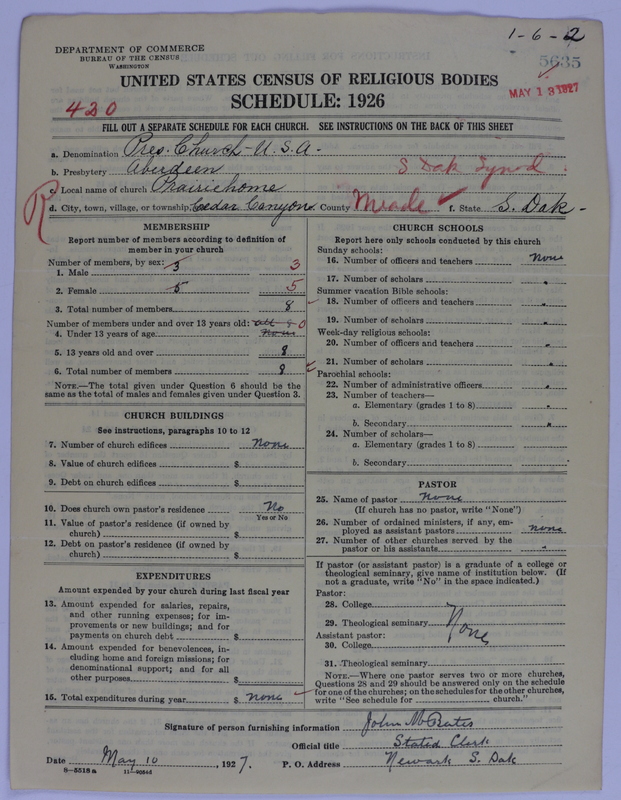 1-6-2
DEPARTMENT OF COMMERCE
BUREAU OF THE CENSUS
WASHINGTON
5635
MAY 13 1927
UNITED STATES CENSUS OF RELIGIOUS BODIES
420
SCHEDULE: 1926
FILL OUT A SEPARATE SCHEDULE FOR EACH CHURCH. SEE INSTRUCTIONS ON THE BACK OF THIS SHEET
a. Denomination Pres. Church - U.S.A.
b. Presbytery Aberdeen S Dak Synod
R
c. Local name of church Prairiehome
d. City, town, village, or township Cedar Canyon County Meade f. State S. Dak-
MEMBERSHIP
Report number of members according to definition of
member in your church
Number of members, by sex:
1. Male 3 3
2. Female 5 5
3. Total number of members 8
Number of members under and over 13 years old: all 8 0
4. Under 13 years of age None
5. 13 years old and over 8
6. Total number of members 8
NOTE.—The total given under Question 6 should be the
same as the total of males and females given under Question 3.
CHURCH BUILDINGS
See instructions, paragraphs 10 to 12
7. Number of church edifices None
8. Value of church edifices $
9. Debt on church edifices $
10. Does church own pastor's residence No
Yes or No
11. Value of pastor's residence (if owned by
church) $
12. Debt on pastor's residence (if owned by
church) $
EXPENDITURES
Amount expended by your church during last fiscal year
13. Amount expended for salaries, repairs,
and other running expenses; for im-
provements or new buildings; and for
payments on church debt $
14. Amount expended for benevolences, in-
cluding home and foreign missions; for
denominational support; and for all
other purposes $
15. Total expenditures during year $ None
CHURCH SCHOOLS
Report here only schools conducted by this church
Sunday schools:
16. Number of officers and teachers None
17. Number of scholars "
Summer vacation Bible schools:
18. Number of officers and teachers "
19. Number of scholars "
Week-day religious schools:
20. Number of officers and teachers "
21. Number of scholars "
Parochial schools:
22. Number of administrative officers "
23. Number of teachers—
a. Elementary (grades 1 to 8) "
b. Secondary "
24. Number of scholars—
a. Elementary (grades 1 to 8)
b. Secondary
PASTOR
25. Name of pastor None
(If church has no pastor, write "None")
26. Number of ordained ministers, if any, em-
ployed as assistant pastors none
27. Number of other churches served by the
pastor or his assistants "
If pastor (or assistant pastor) is a graduate of a college or
theological seminary, give name of institution below. (If
not a graduate, write "No" in the space indicated.)
Pastor:
28. College
29. Theological seminary None
Assistant pastor:
30. College
31. Theological seminary
NOTE.—Where one pastor serves two or more churches,
Questions 28 and 29 should be answered only on the schedule
for one of the churches; on the schedules for the other churches,
write "See schedule for church."
Signature of person furnishing information John M Bates
Official title Stated Clerk
Date May 10, 1927. P. O. Address Newark S. Dak
8—5518a 11—90545